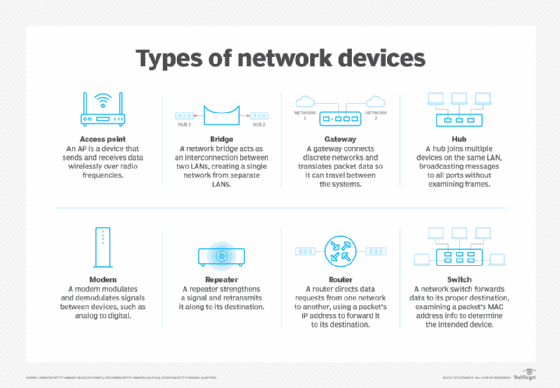 Types of network devices
HUB 1
HUB 2
NETWORK
1
NETWORK
2
Access point
An AP is a device that
sends and receives data
wirelessly over radio
frequencies.
Bridge
A network bridge acts as
an interconnection between
two LANs, creating a single
network from separate
LANs.
Gateway
A gateway connects
discrete networks and
translates packet data so
it can travel between
the systems.
Hub
A hub joins multiple
devices on the same LAN,
broadcasting messages
to all ports without
examining frames.
Modem
A modem modulates
and demodulates signals
between devices, such as
analog to digital.
Repeater
A repeater strengthens
a signal and retransmits
it along to its destination.
Router
A router directs data
requests from one network
to another, using a packet's
IP address to forward it
to its destination.
Switch
A network switch forwards
data to its proper destination,
examining a packet's MAC
address info to determine
the intended device.
TechTarget